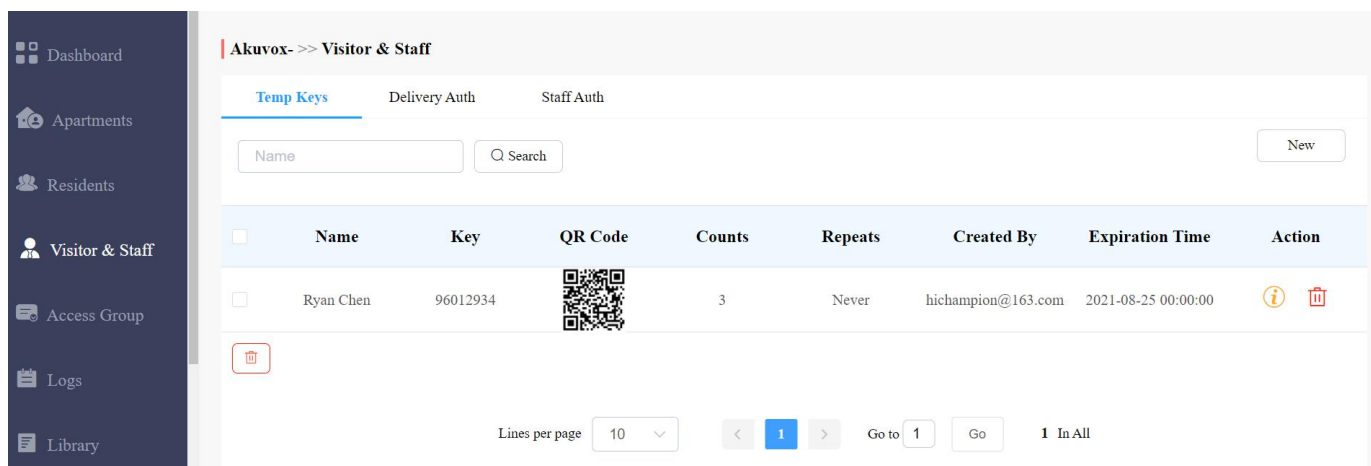 Dashboard
Apartments
Residents
Visitor & Staff
Access Group
Logs
Library
Akuvox- >> Visitor & Staff
Temp Keys Delivery Auth Staff Auth
Name Search New
Name Key QR Code Counts Repeats Created By Expiration Time Action
Ryan Chen 96012934 3 Never hichampion@163.com 2021-08-25 00:00:00
Lines per page 10 < 1 > Go to 1 Go 1 In All